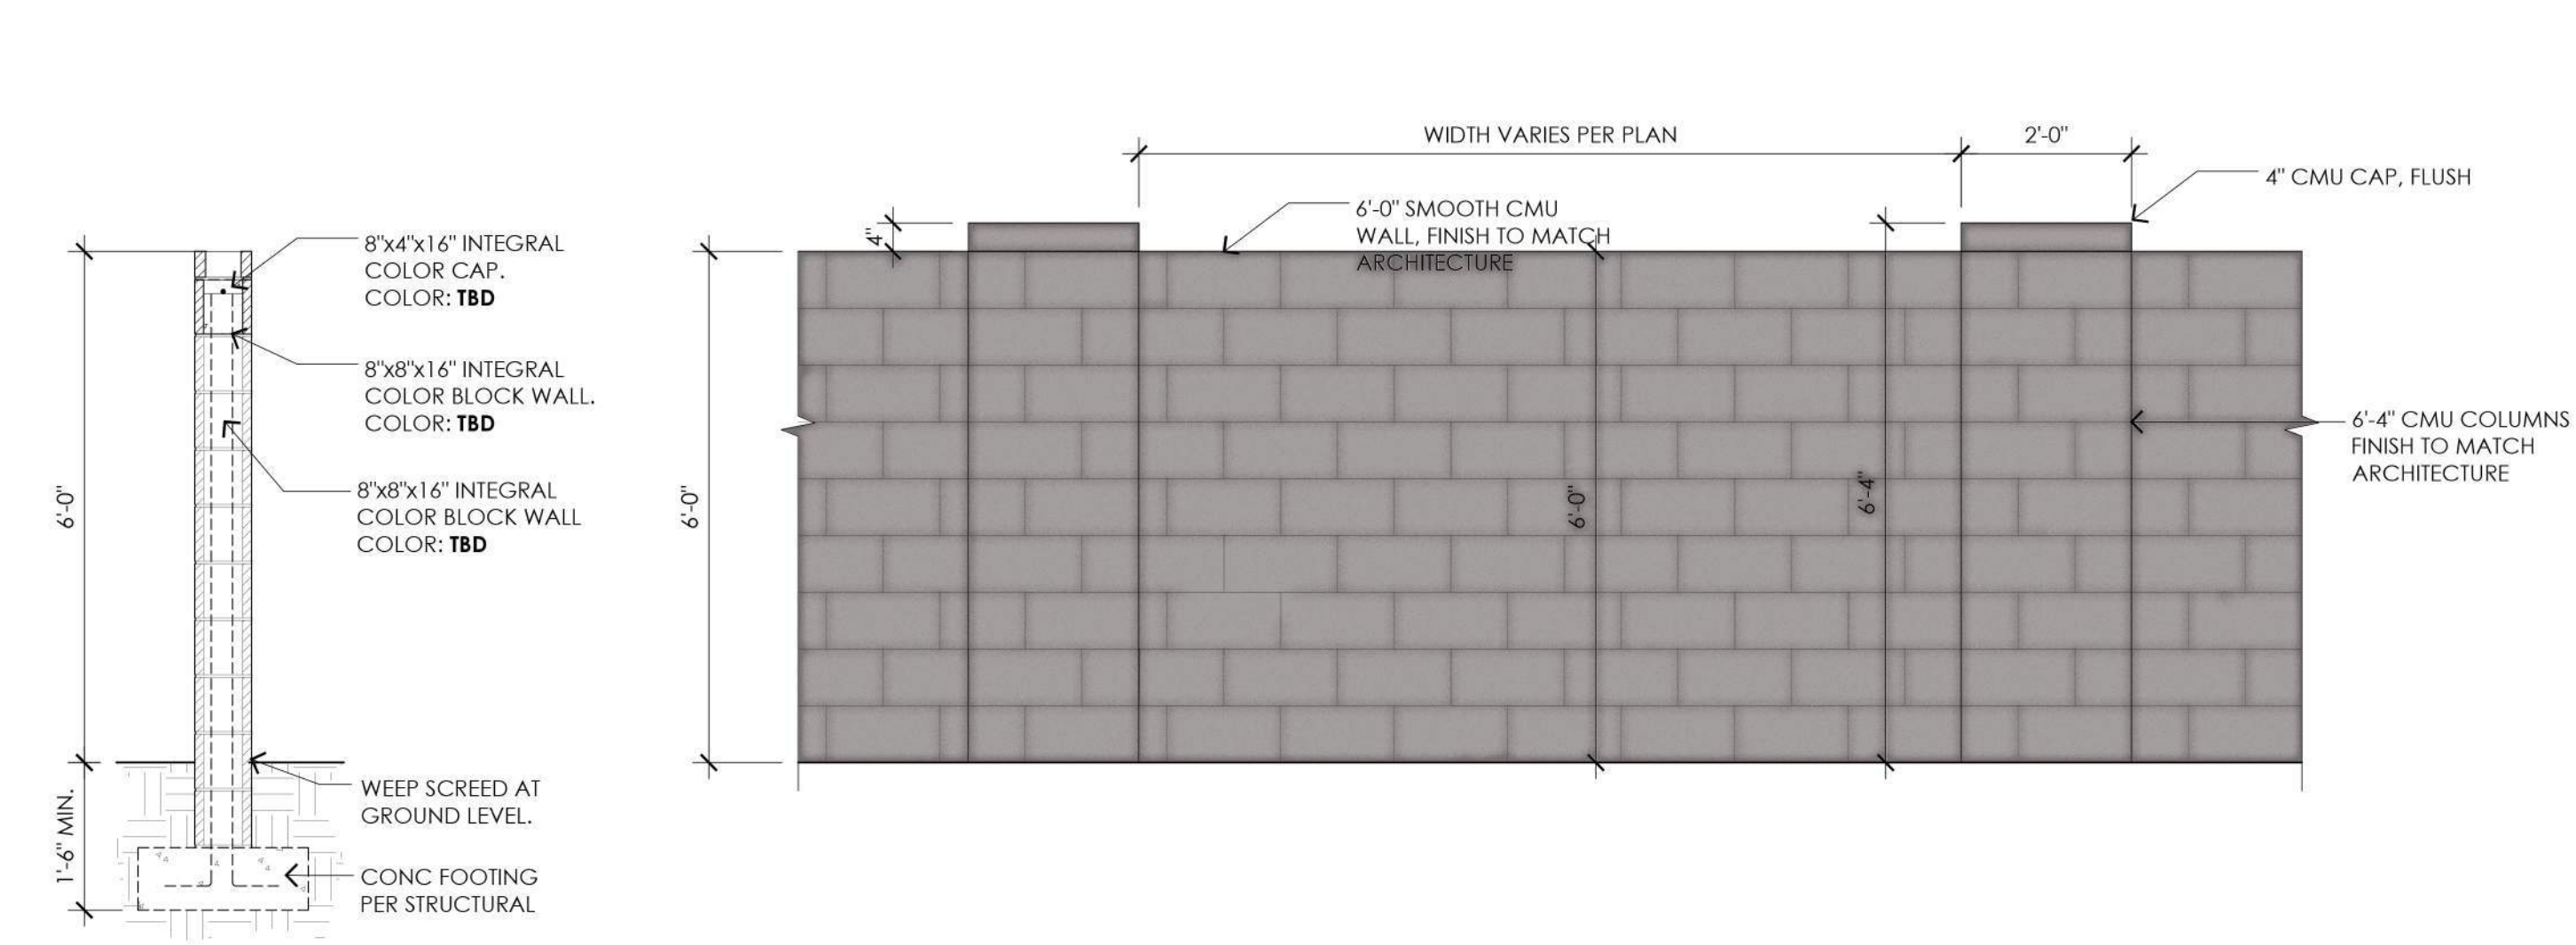 WIDTH VARIES PER PLAN
2'-0"
4" CMU CAP, FLUSH
6'-0" SMOOTH CMU
WALL, FINISH TO MATCH
ARCHITECTURE
4"
8"x4"x16" INTEGRAL
COLOR CAP.
COLOR: TBD
8"x8"x16" INTEGRAL
COLOR BLOCK WALL.
COLOR: TBD
8"x8"x16" INTEGRAL
COLOR BLOCK WALL
COLOR: TBD
6'-0"
6'-0"
6'-0"
6'-4"
6'-4" CMU COLUMNS
FINISH TO MATCH
ARCHITECTURE
WEEP SCREED AT
GROUND LEVEL.
1'-6" MIN.
CONC FOOTING
PER STRUCTURAL